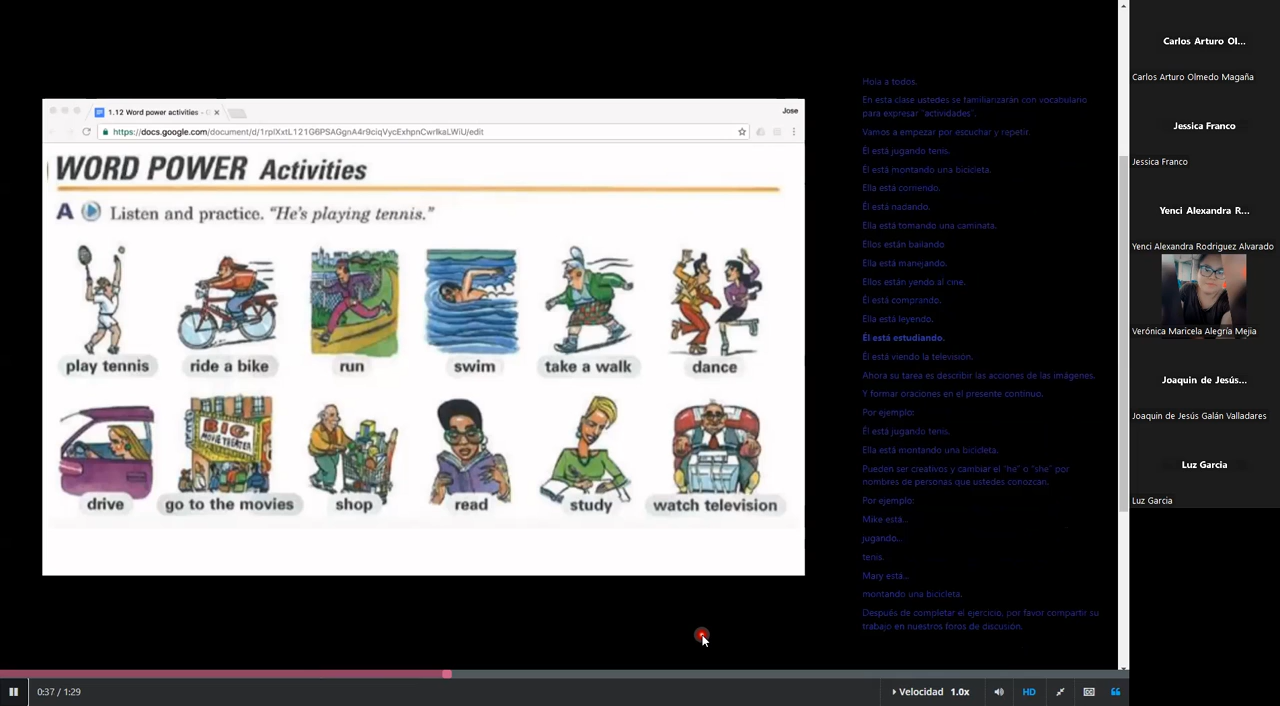 1.12 Word power activities -
Jose
https://docs.google.com/document/d/1rplXxtL121G6PSAGgnA4r9ciqVycExhpnCwrlkaLWiU/edit
WORD POWER Activities
A Listen and practice. "He's playing tennis."
play tennis
ride a bike
run
swim
take a walk
dance
BIG
MOVIE THEATER
drive
go to the movies
shop
read
study
watch television
Hola a todos.
En esta clase ustedes se familiarizarán con vocabulario
para expresar "actividades".
Vamos a empezar por escuchar y repetir.
Él está jugando tenis.
Él está montando una bicicleta.
Ella está corriendo.
Él está nadando.
Ella está tomando una caminata.
Ellos están bailando.
Ella está manejando.
Ellos están yendo al cine.
Él está comprando.
Ella está leyendo.
Él está estudiando.
Él está viendo la televisión.
Ahora su tarea es describir las acciones de las imágenes.
Y formar oraciones en el presente continuo.
Por ejemplo:
Él está jugando tenis.
Ella está montando una bicicleta.
Pueden ser creativos y cambiar el "he" o "she" por
nombres de personas que ustedes conozcan.
Por ejemplo:
Mike está...
jugando...
tenis.
Mary está...
montando una bicicleta.
Después de completar el ejercicio, por favor compartir su
trabajo en nuestros foros de discusión.
Carlos Arturo Ol...
Carlos Arturo Olmedo Magaña
Jessica Franco
Jessica Franco
Yenci Alexandra R...
Yenci Alexandra Rodriguez Alvarado
Verónica Maricela Alegría Mejia
Joaquin de Jesús...
Joaquin de Jesús Galán Valladares
Luz Garcia
Luz Garcia
0:37 / 1:29
Velocidad 1.0x
HD